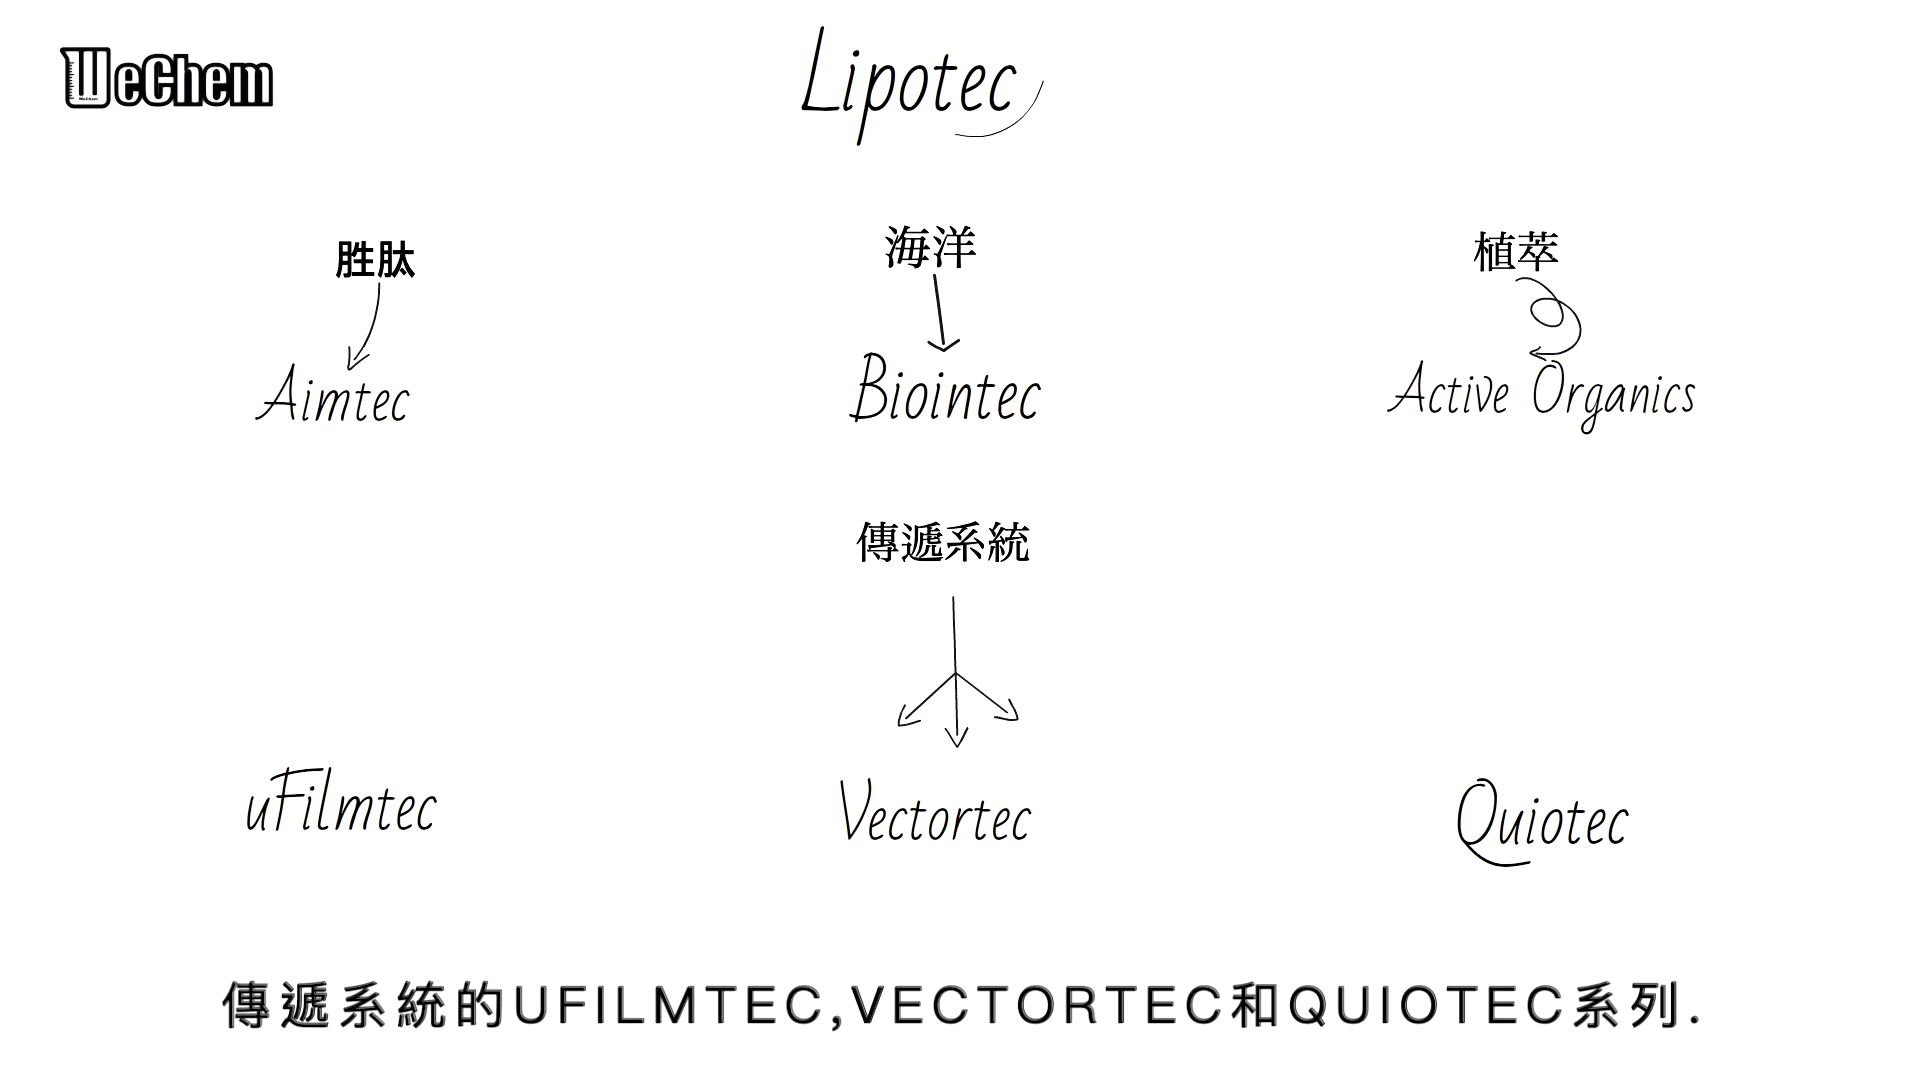 WeChem
Lipotec
胜肽
海洋
植萃
Aimtec
Biointec
Active Organics
傳遞系統
uFilmtec
Vectortec
Quiotec
傳遞系統的UFILMTEC,VECTORTEC和QUIOTEC系列.